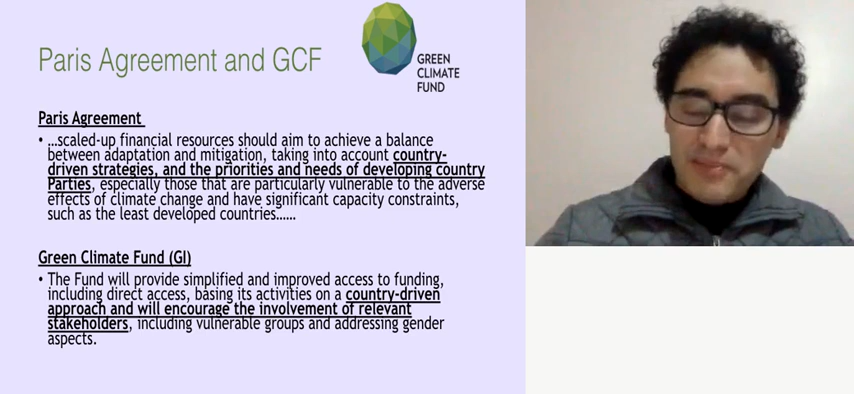 Paris Agreement and GCF
GREEN
CLIMATE
FUND
Paris Agreement
• …scaled-up financial resources should aim to achieve a balance
between adaptation and mitigation, taking into account country-
driven strategies, and the priorities and needs of developing country
Parties, especially those that are particularly vulnerable to the adverse
effects of climate change and have significant capacity constraints,
such as the least developed countries……
Green Climate Fund (GI)
• The Fund will provide simplified and improved access to funding,
including direct access, basing its activities on a country-driven
approach and will encourage the involvement of relevant
stakeholders, including vulnerable groups and addressing gender
aspects.